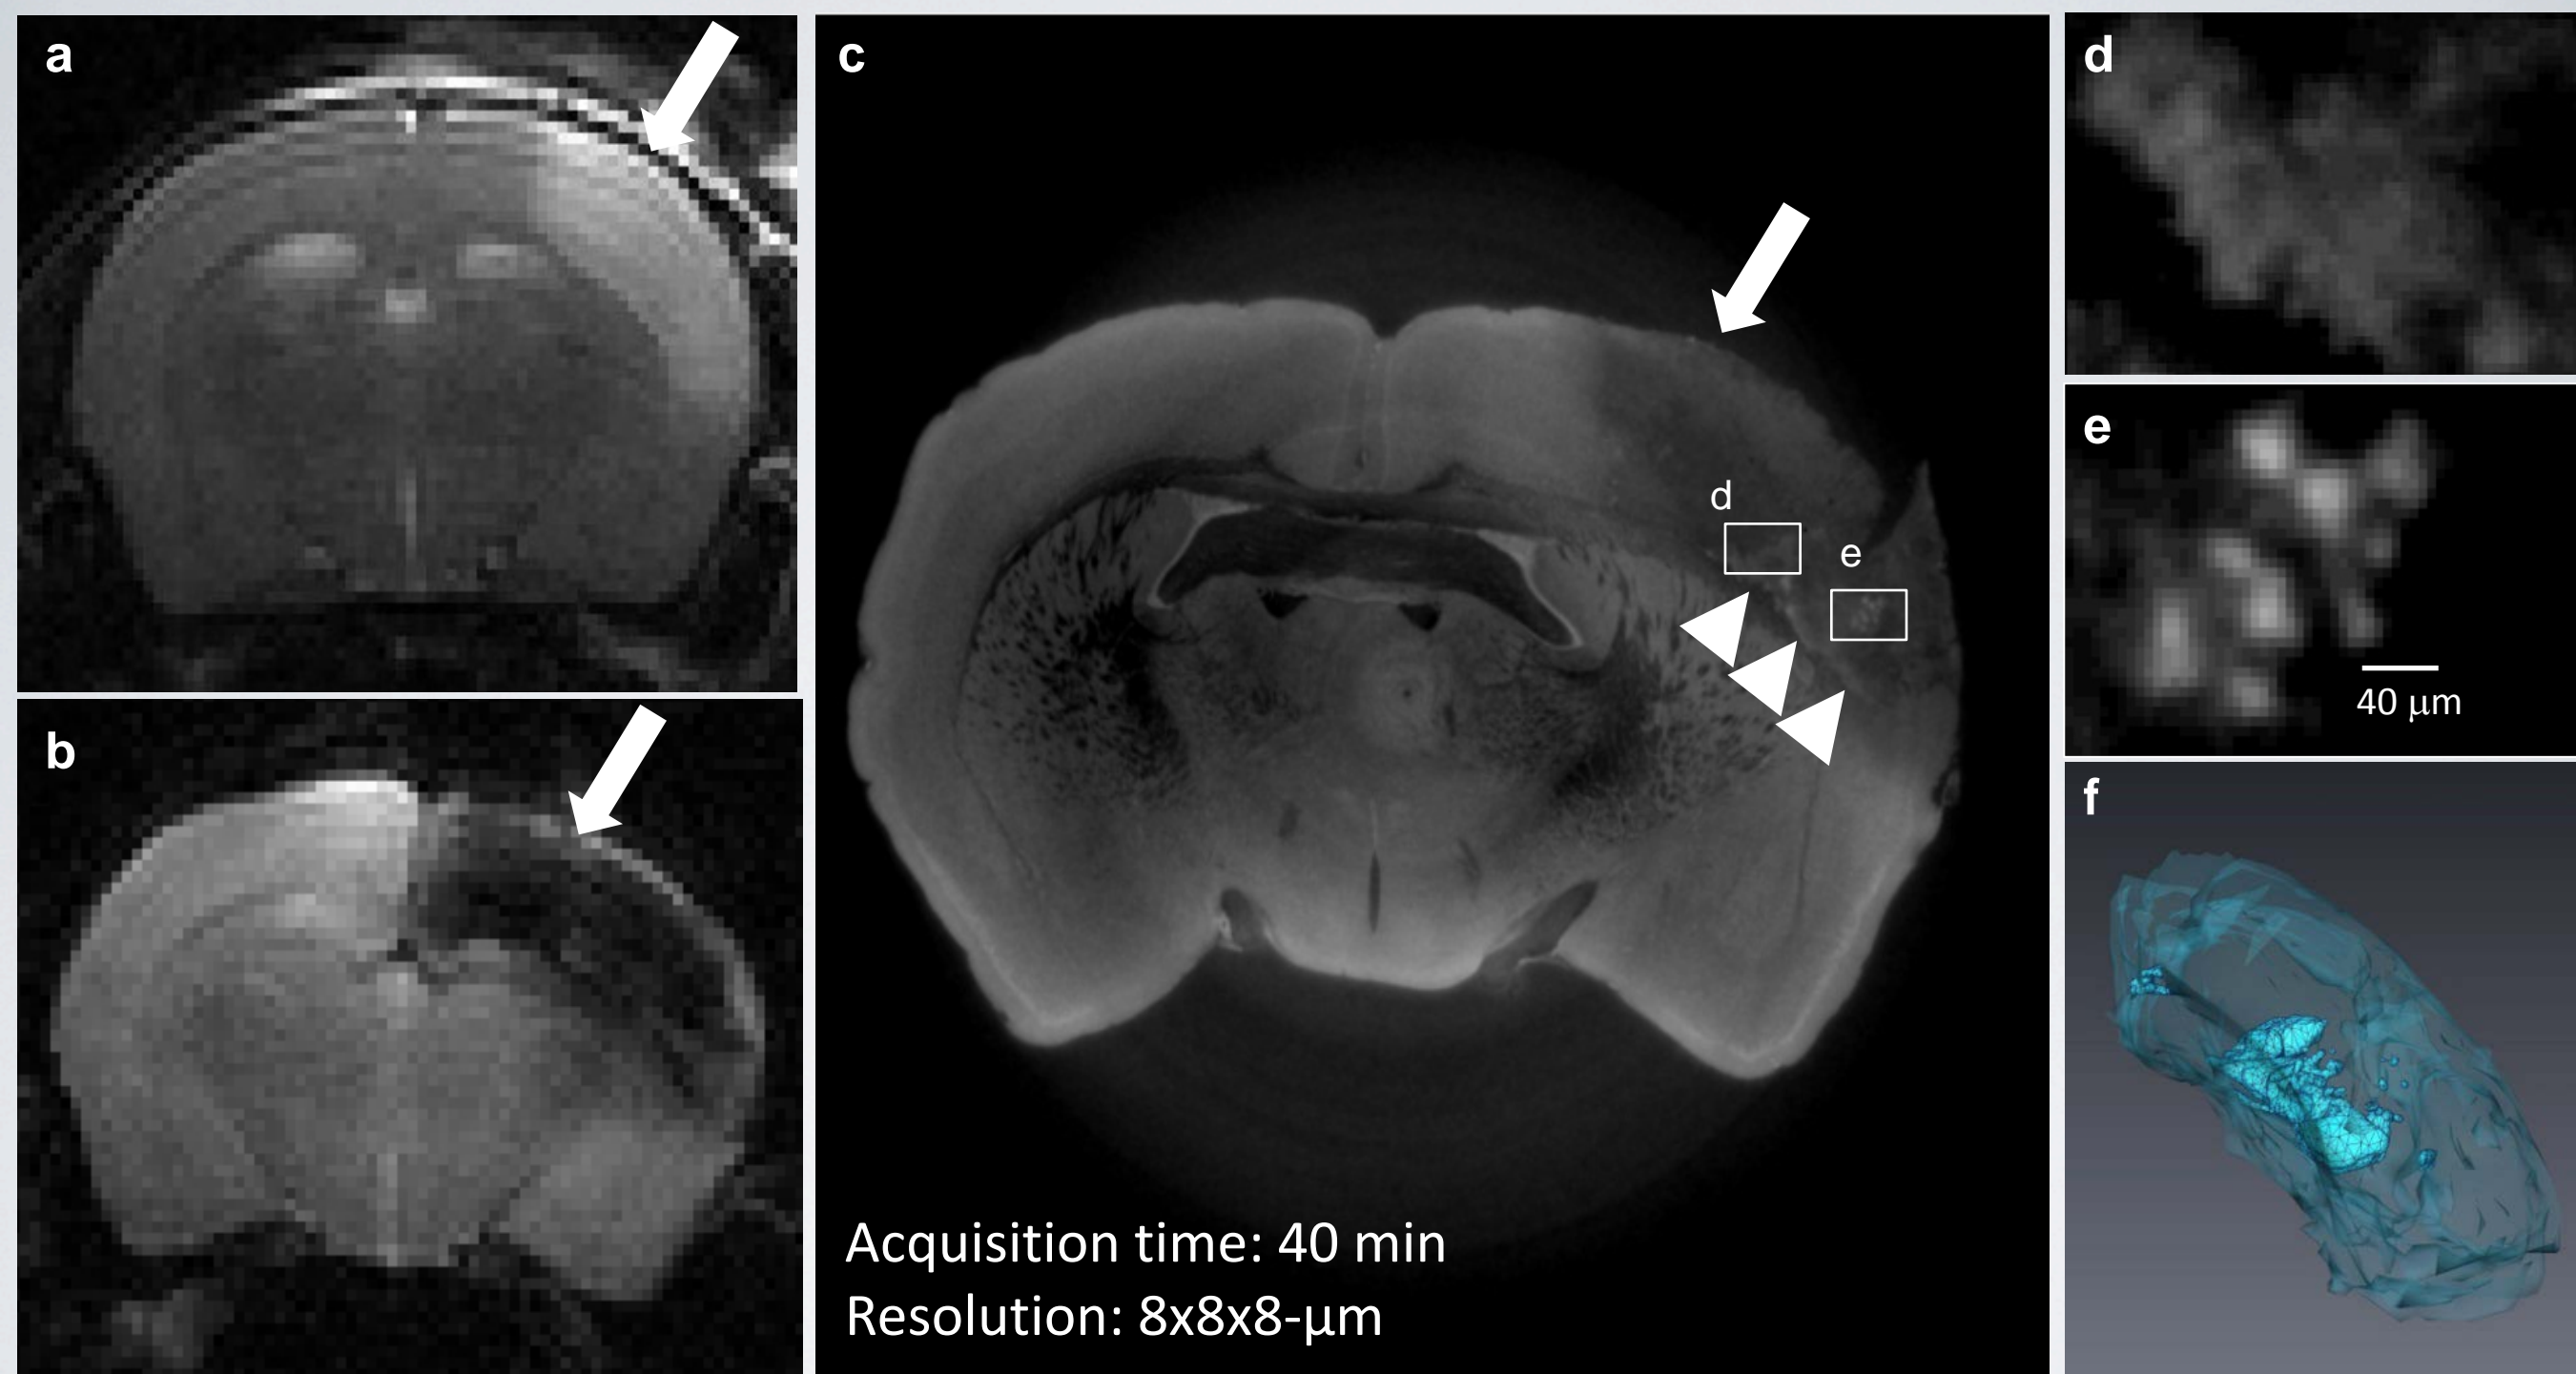 a
b
c
d
e
Acquisition time: 40 min
Resolution: 8x8x8-μm
d
e
40 μm
f